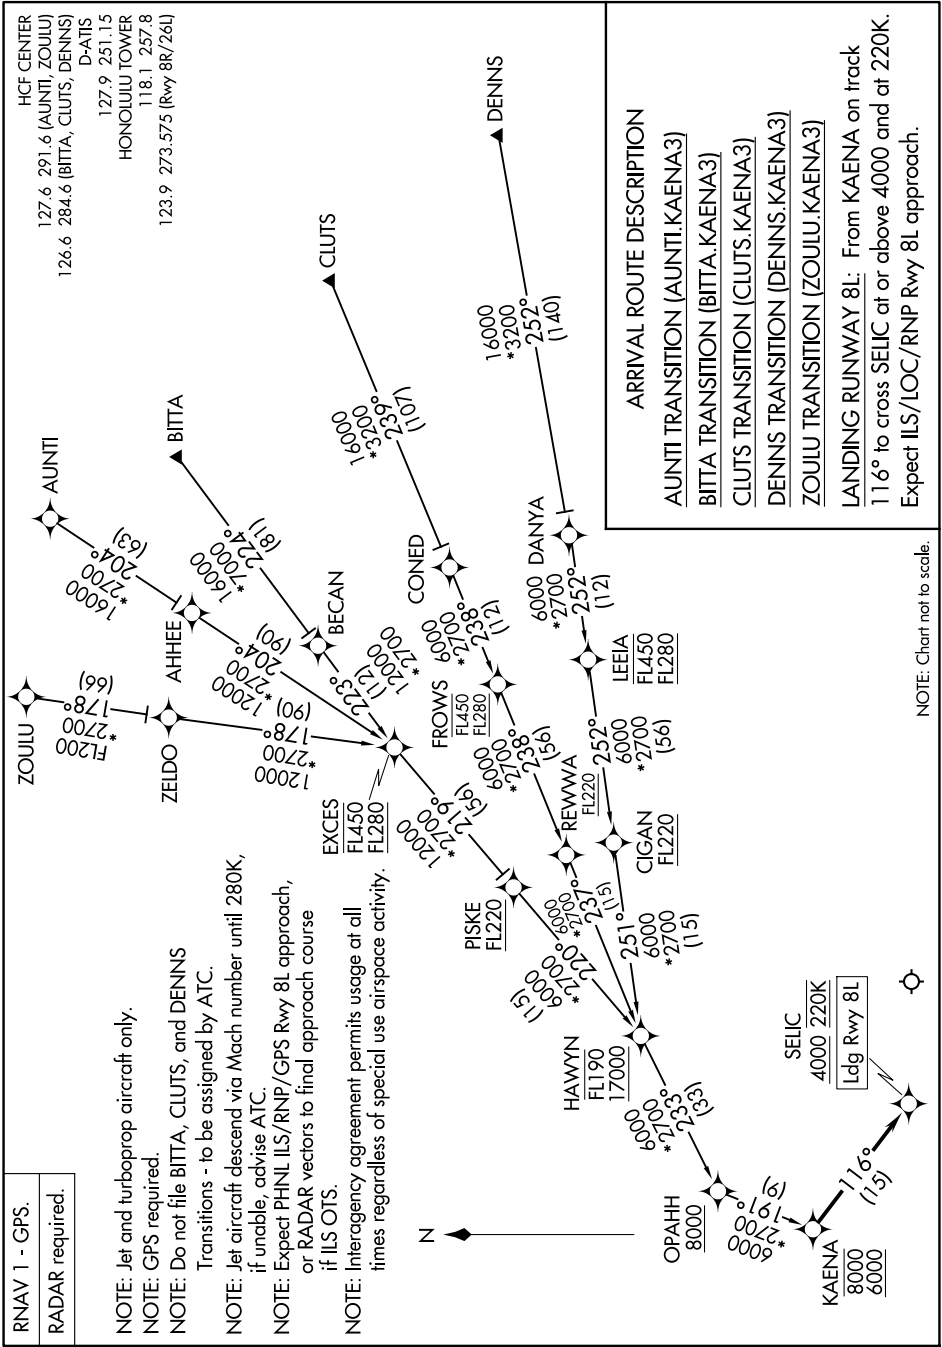 RNAV 1 - GPS.
RADAR required.
NOTE: Jet and turboprop aircraft only.
NOTE: GPS required.
NOTE: Do not file BITTA, CLUTS, and DENNS
Transitions - to be assigned by ATC.
NOTE: Jet aircraft descend via Mach number until 280K,
if unable, advise ATC.
NOTE: Expect PHNL ILS/RNP/GPS Rwy 8L approach,
or RADAR vectors to final approach course
if ILS OTS.
NOTE: Interagency agreement permits usage at all
times regardless of special use airspace activity.
HCF CENTER
127.6 291.6 (AUNTI, ZOULU)
126.6 284.6 (BITTA, CLUTS, DENNS)
D-ATIS
127.9 251.15
HONOLULU TOWER
118.1 257.8
123.9 273.575 (Rwy 8R/26L)
ZOULU
FL200
*2700
178°
(66)
ZELDO
12000
*2700
178°
(90)
AUNTI
16000
*2700
204°
(63)
AHHEE
12000
*2700
204°
(90)
BITTA
16000
*7000
224°
(81)
BECAN
223°
(12)
12000
*2700
EXCES
FL450
FL280
12000
*2700
219°
(56)
PISKE
FL220
(15)
6000
*2700
220°
CLUTS
16000
*3200
239°
(107)
CONED
6000
*2700
238°
(12)
FROWS
FL450
FL280
6000
*2700
238°
(56)
REWWA
FL220
6000
*2700
237°
(15)
DENNS
16000
*3200
252°
(140)
DANYA
6000
*2700
252°
(12)
LEEIA
FL450
FL280
252°
6000
*2700
(56)
CIGAN
FL220
251°
6000
*2700
(15)
HAWYN
FL190
17000
6000
*2700
233°
(33)
OPAHH
8000
6000
*2700
191°
(9)
KAENA
8000
6000
116°
(15)
SELIC
4000 220K
Ldg Rwy 8L
N
ARRIVAL ROUTE DESCRIPTION
AUNTI TRANSITION (AUNTI.KAENA3)
BITTA TRANSITION (BITTA.KAENA3)
CLUTS TRANSITION (CLUTS.KAENA3)
DENNS TRANSITION (DENNS.KAENA3)
ZOULU TRANSITION (ZOULU.KAENA3)
LANDING RUNWAY 8L: From KAENA on track
116° to cross SELIC at or above 4000 and at 220K.
Expect ILS/LOC/RNP Rwy 8L approach.
NOTE: Chart not to scale.